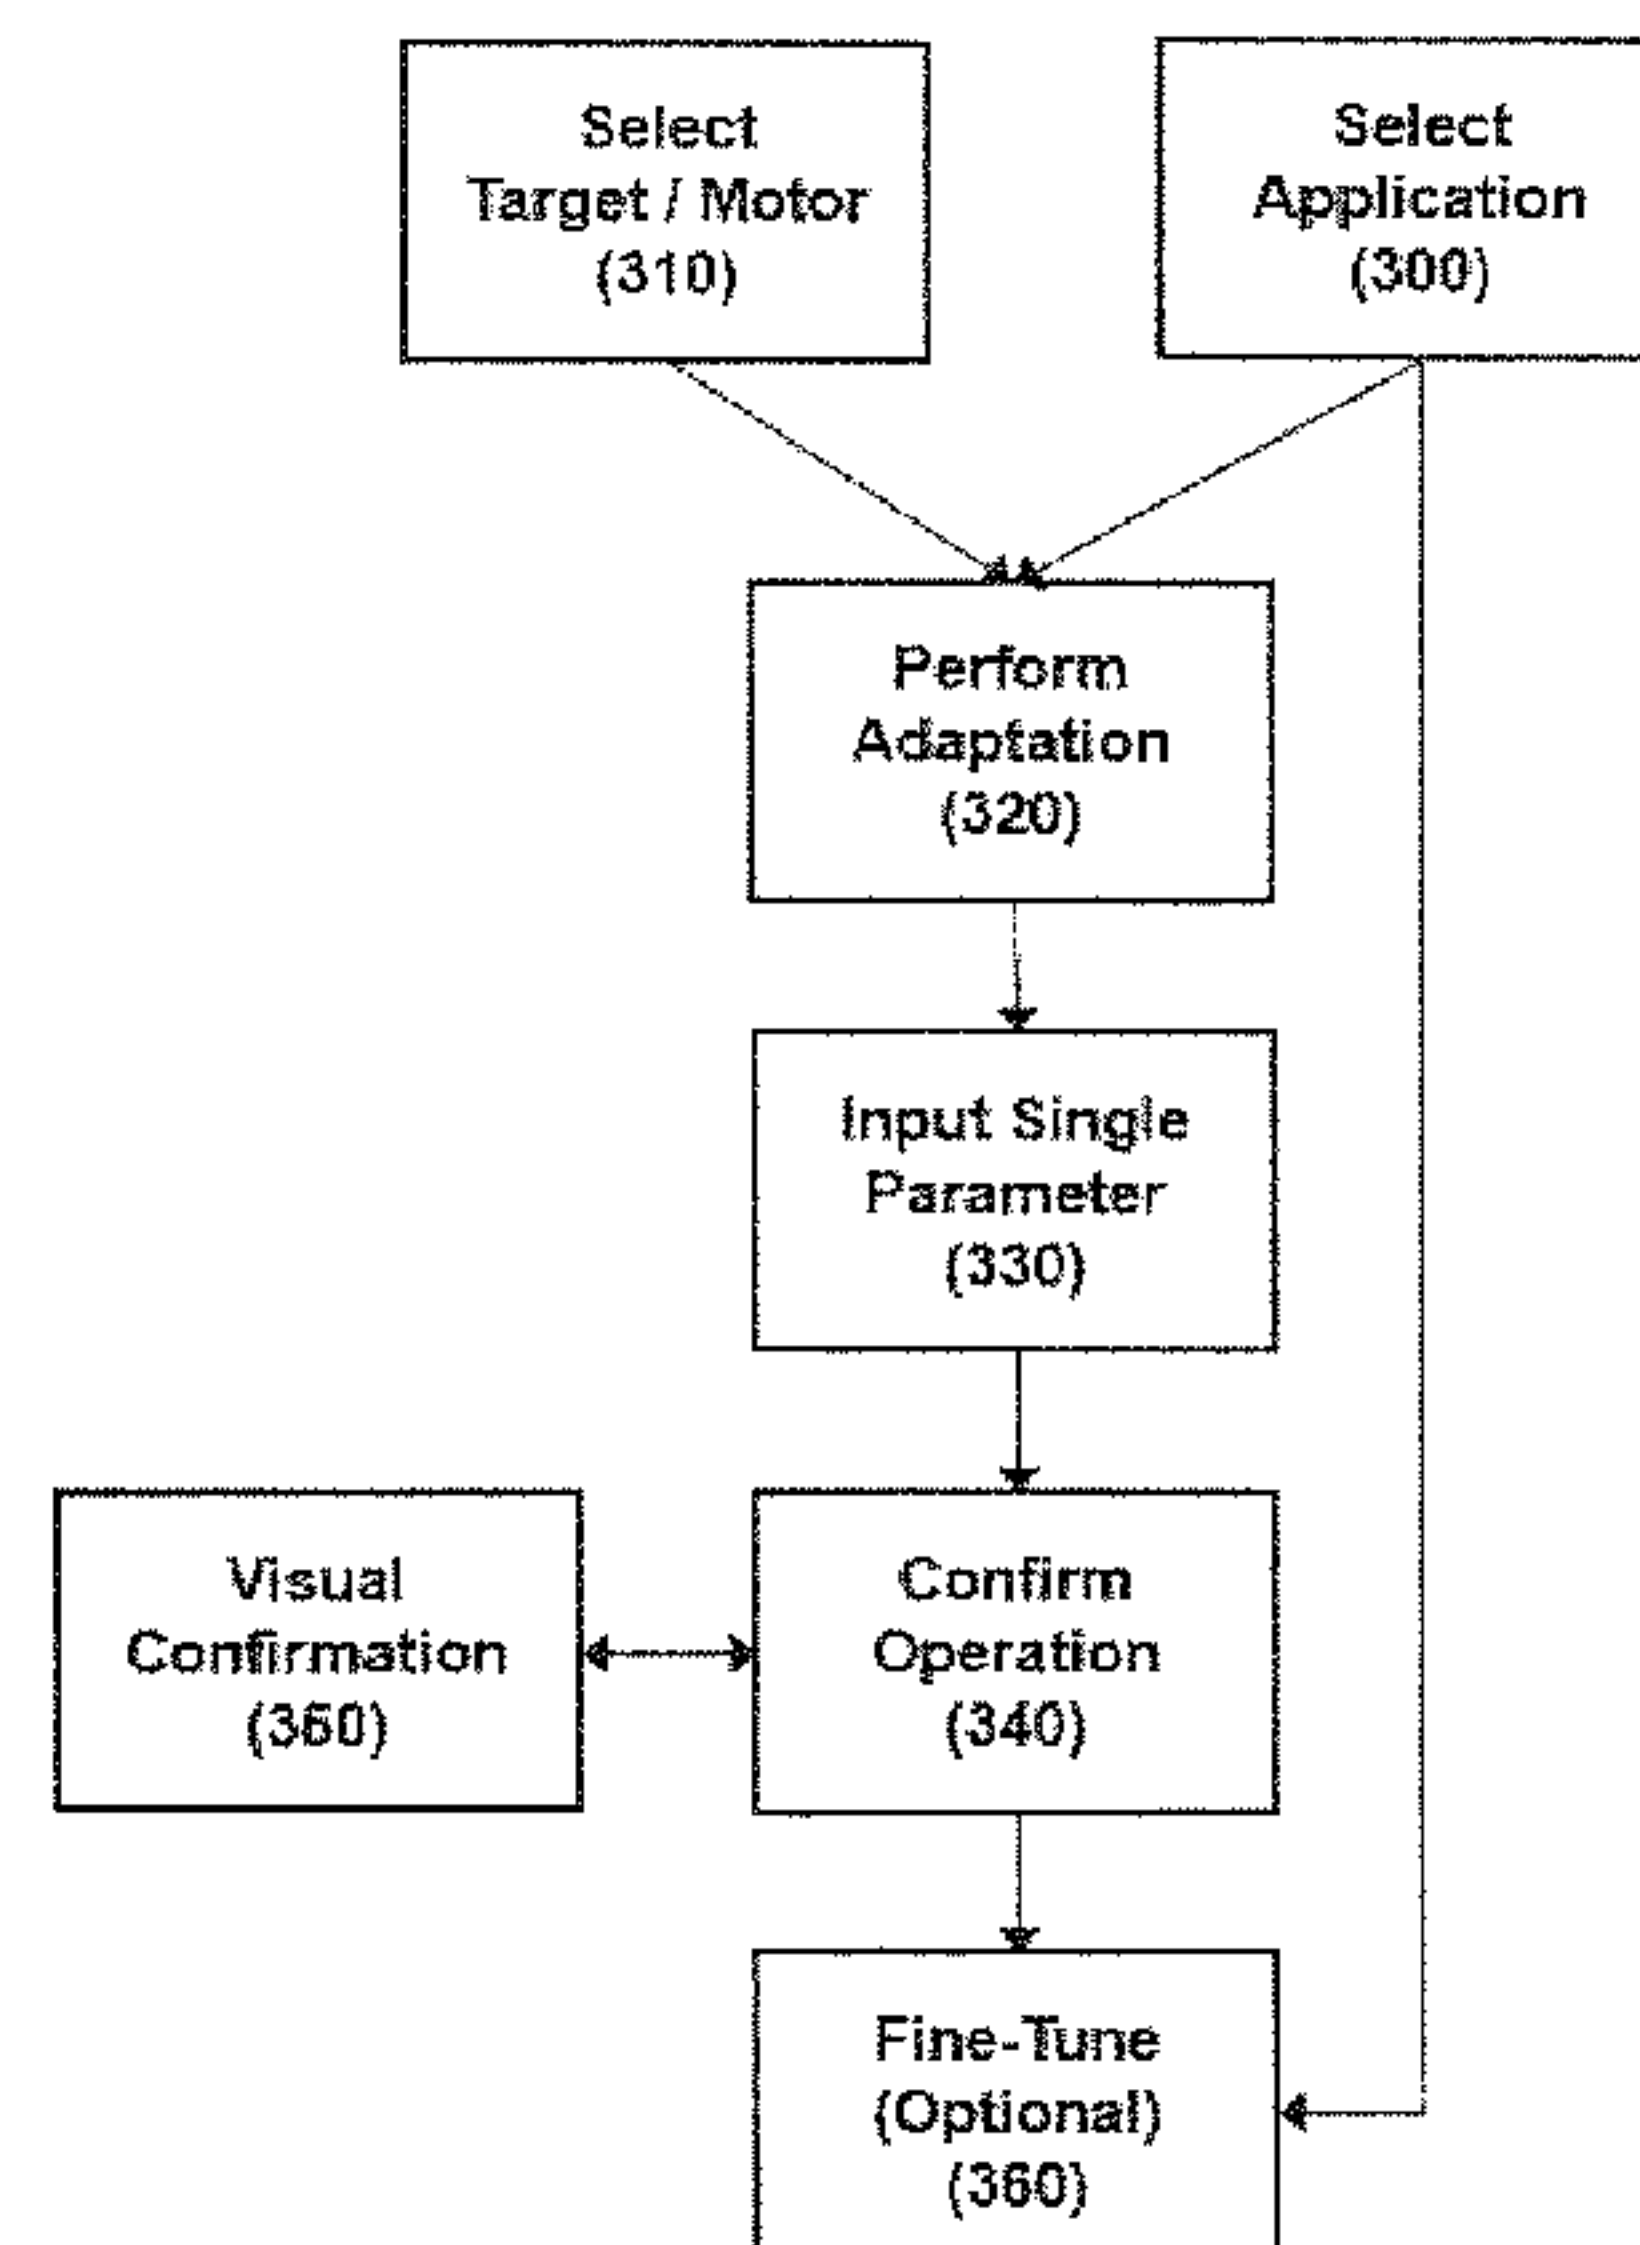 Select
Target / Motor
(310)
Select
Application
(300)
Perform
Adaptation
(320)
Input Single
Parameter
(330)
Visual
Confirmation
(360)
Confirm
Operation
(340)
Fine-Tune
(Optional)
(360)